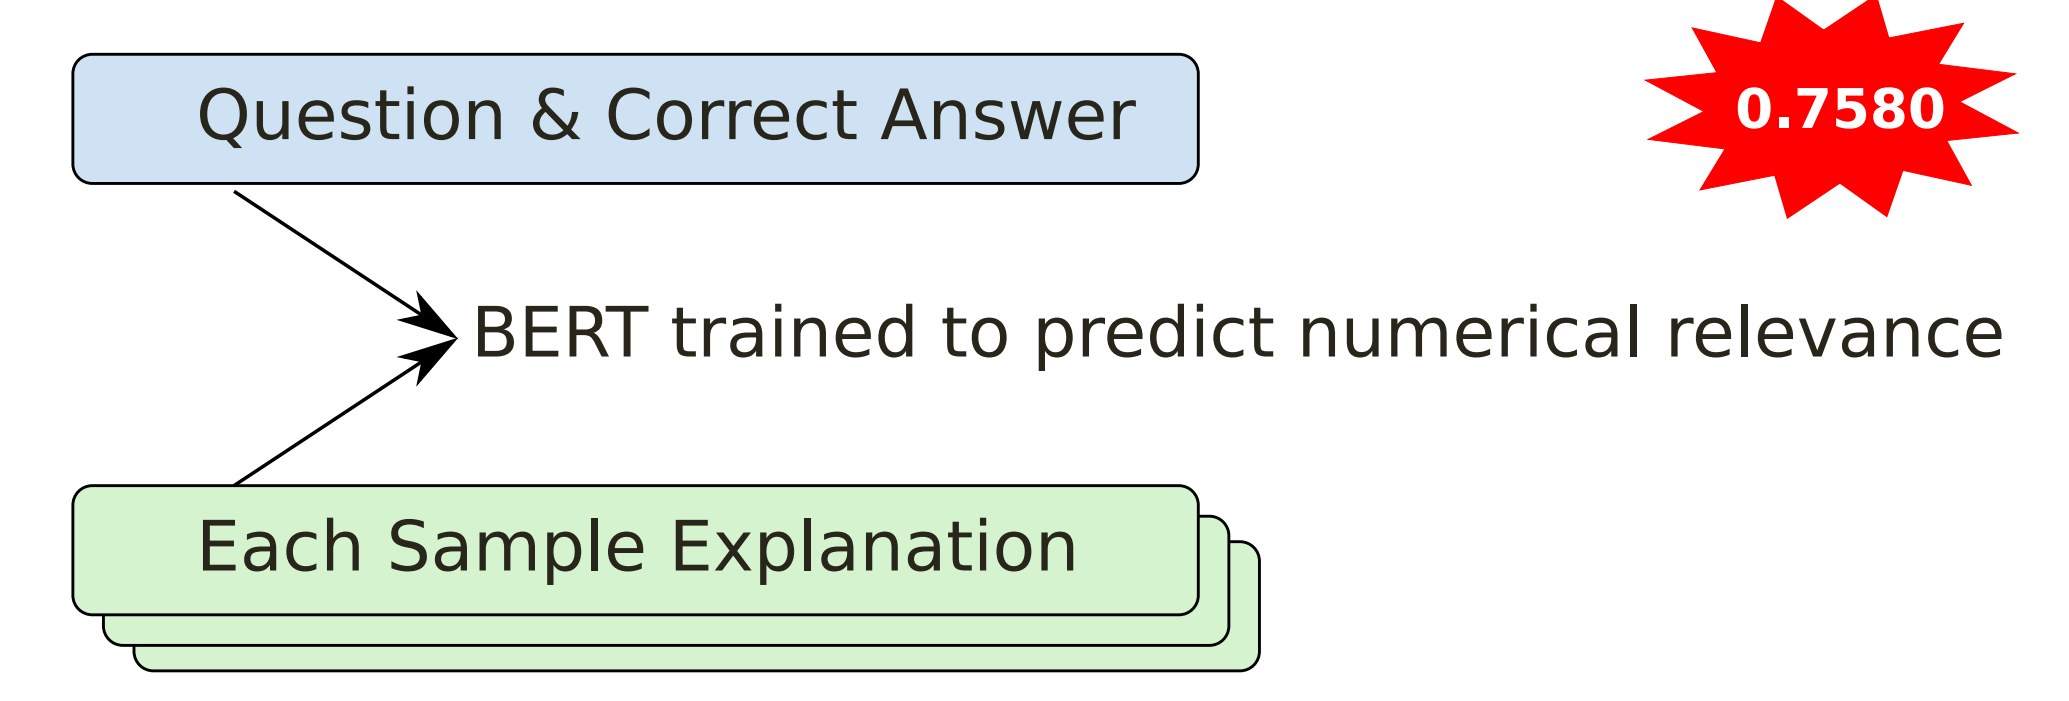 Question & Correct Answer
0.7580
BERT trained to predict numerical relevance
Each Sample Explanation